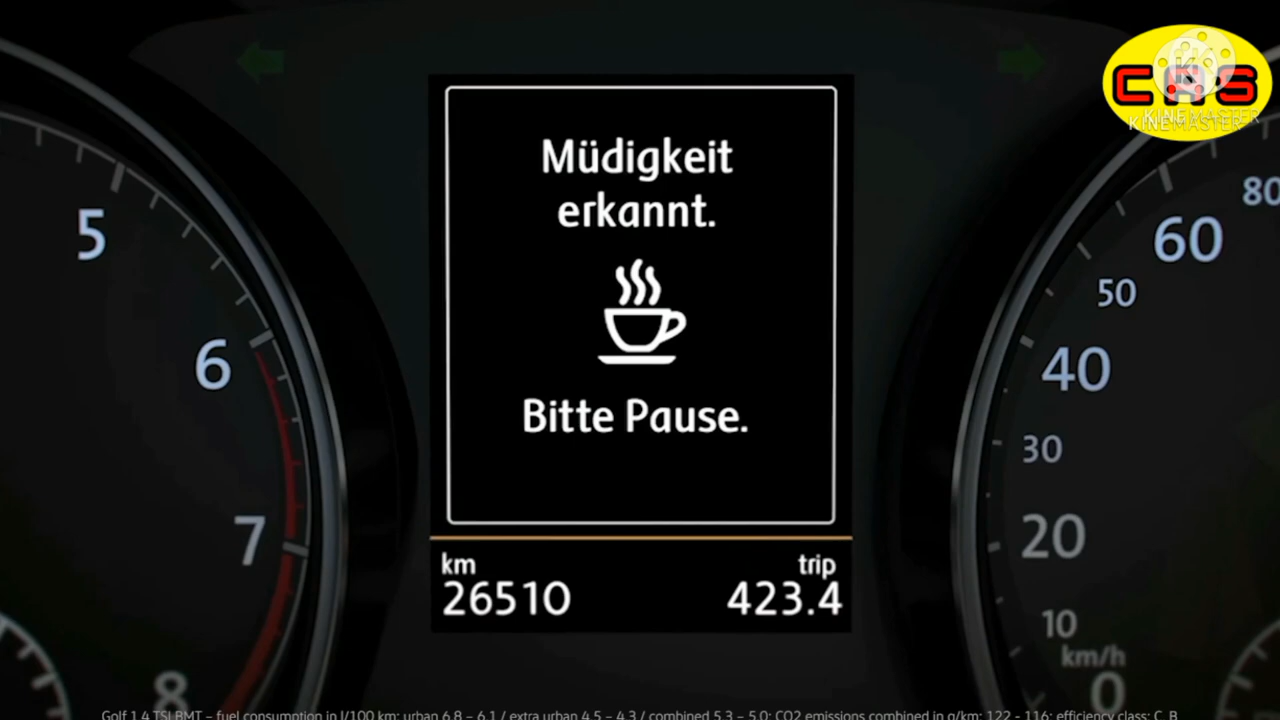 Müdigkeit
erkannt.
Bitte Pause.
km
26510
trip
423.4
5
6
7
8
80
60
50
40
30
20
10
km/h
0
CAS
KINEMASTER
KINEMASTER
Golf 1.4 TSI BMT – fuel consumption in l/100 km: urban 6.8 – 6.1 / extra urban 4.5 – 4.3 / combined 5.3 – 5.0; CO2 emissions combined in g/km: 122 - 116; efficiency class: C, B